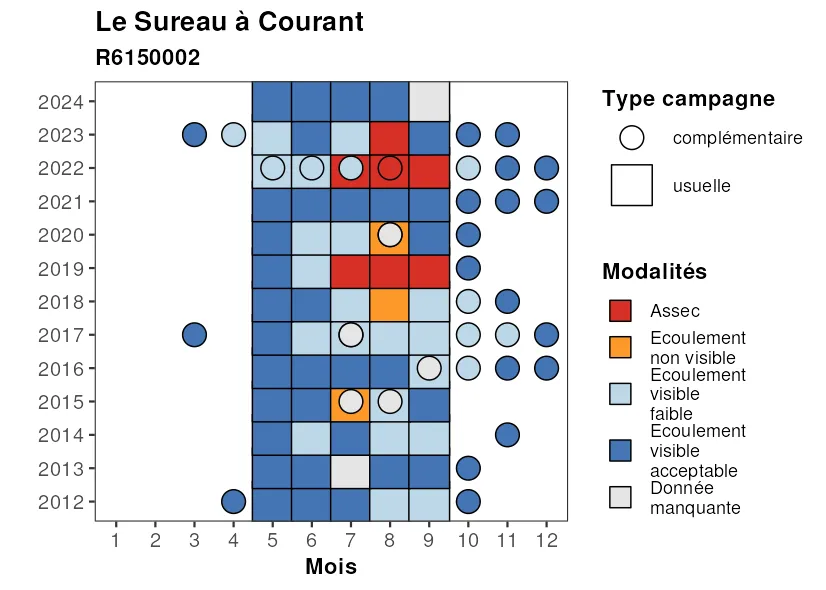 Le Sureau à Courant
R6150002
2024
2023
2022
2021
2020
2019
2018
2017
2016
2015
2014
2013
2012
1 2 3 4 5 6 7 8 9 10 11 12
Mois
Type campagne
complémentaire
usuelle
Modalités
Assec
Ecoulement
non visible
Ecoulement
visible
faible
Ecoulement
visible
acceptable
Donnée
manquante